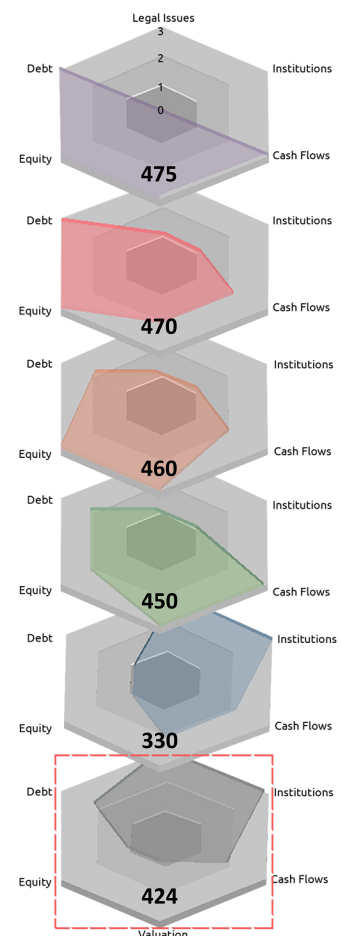 Legal Issues
3
2
1
0
Debt
Institutions
Equity
Cash Flows
475
Debt
Institutions
Equity
Cash Flows
470
Debt
Institutions
Equity
Cash Flows
460
Debt
Institutions
Equity
Cash Flows
450
Debt
Institutions
Equity
Cash Flows
330
Debt
Institutions
Equity
Cash Flows
424
Valuation